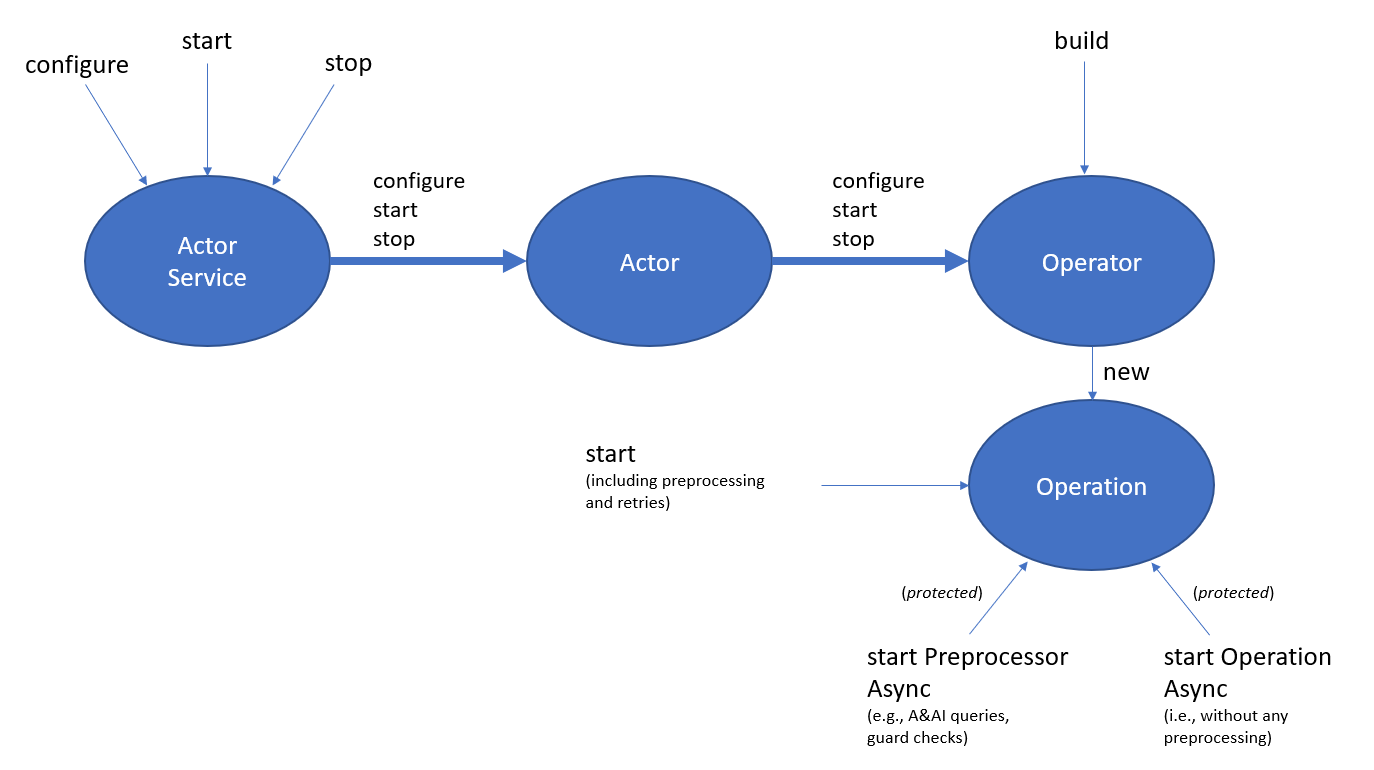 configure
start
stop
build
configure
start
stop
configure
start
stop
Actor
Service
Actor
Operator
new
start
(including preprocessing
and retries)
Operation
(protected)
(protected)
start Preprocessor
Async
(e.g., A&AI queries,
guard checks)
start Operation
Async
(i.e., without any
preprocessing)